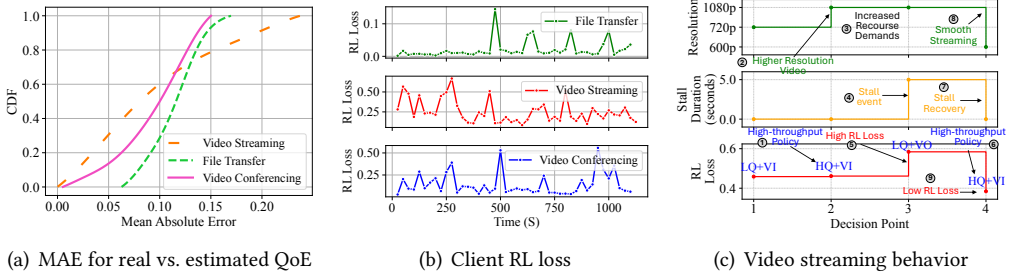 1.0
0.8
0.6
0.4
0.2
0.0
CDF
Video Streaming
File Transfer
Video Conferencing
0.00
0.05
0.10
0.15
0.20
Mean Absolute Error
(a) MAE for real vs. estimated QoE
0.1
0.0
RL Loss
File Transfer
0.50
0.25
RL Loss
Video Streaming
0.50
0.25
RL Loss
Video Conferencing
0
250
500
750
1000
Time (S)
(b) Client RL loss
1080p
720p
600p
Resolution
② Higher Resolution
Video
③ Increased
Recourse
Demands
⑧
Smooth
Streaming
5.0
0.0
Stall
Duration
(seconds)
④ Stall
event
⑦
Stall
Recovery
High-throughput
① Policy
High RL Loss
⑤
High-throughput
Policy ⑥
0.6
0.4
RL
Loss
LQ+VI
HQ+VI
LQ+VO
HQ+VI
⑨
Low RL Loss
1
2
3
4
Decision Point
(c) Video streaming behavior